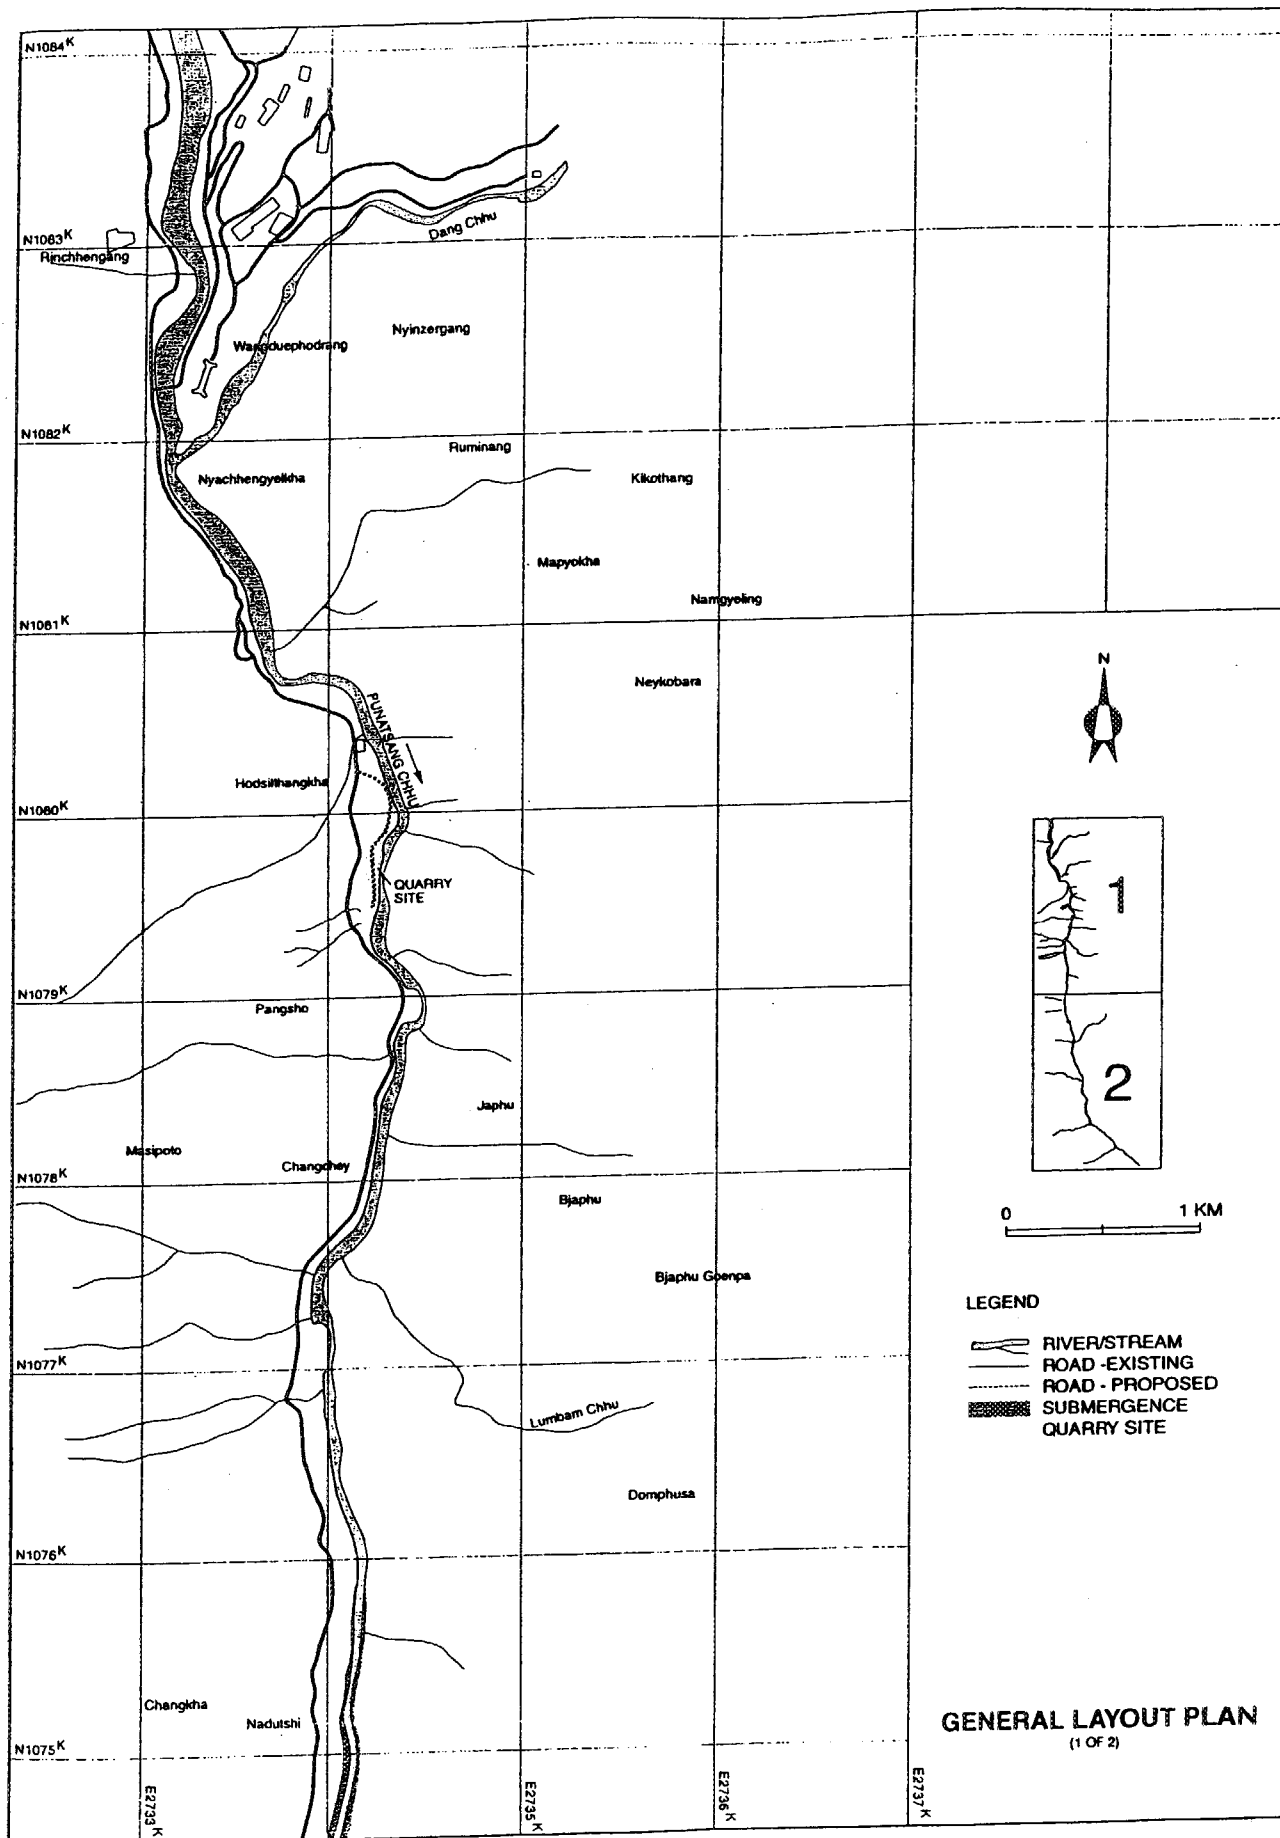 N1084K
N1083K
Rinchhengang
Dang Chhu
Wangduephodrang
Nyinzergang
N1082K
Ruminang
Nyachhengyelkha
Kikothang
Mapyokha
Namgyeling
N1081K
Neykobara
N
PUNATSANG CHHU
Hodsillhangkha
N1080K
QUARRY
SITE
1
N1079K
Pangsho
2
Japhu
Masipoto
Changchey
N1078K
Bjaphu
0 1 KM
Bjaphu Goenpa
LEGEND
RIVER/STREAM
ROAD -EXISTING
ROAD - PROPOSED
SUBMERGENCE
QUARRY SITE
N1077K
Lumbam Chhu
Domphusa
N1076K
Changkha
Nadutshi
GENERAL LAYOUT PLAN
(1 OF 2)
N1075K
E2733K
E2735K
E2736K
E2737K